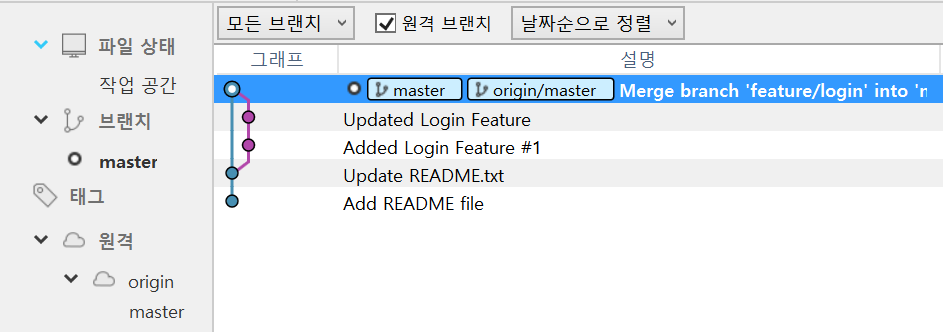 파일 상태
작업 공간
브랜치
master
태그
원격
origin
master
모든 브랜치 원격 브랜치 날짜순으로 정렬
그래프 설명
master origin/master Merge branch 'feature/login' into
Updated Login Feature
Added Login Feature #1
Update README.txt
Add README file